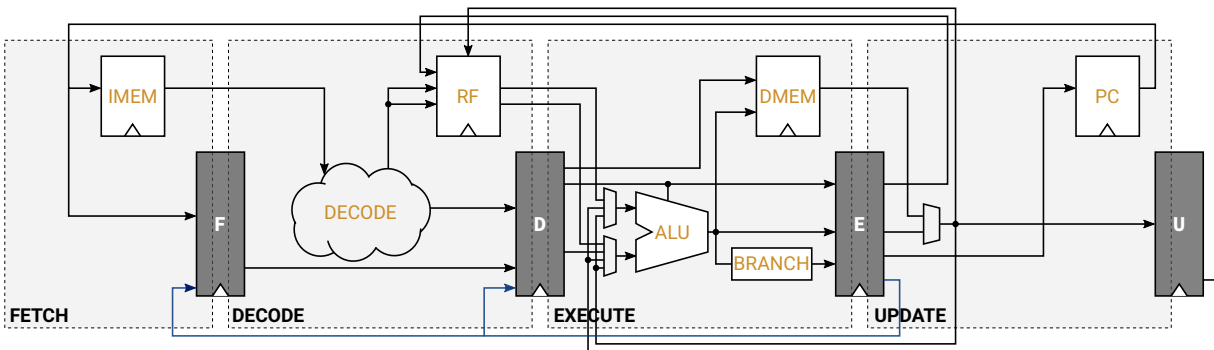 IMEM
RF
DMEM
PC
DECODE
F
D
ALU
E
U
BRANCH
FETCH
DECODE
EXECUTE
UPDATE